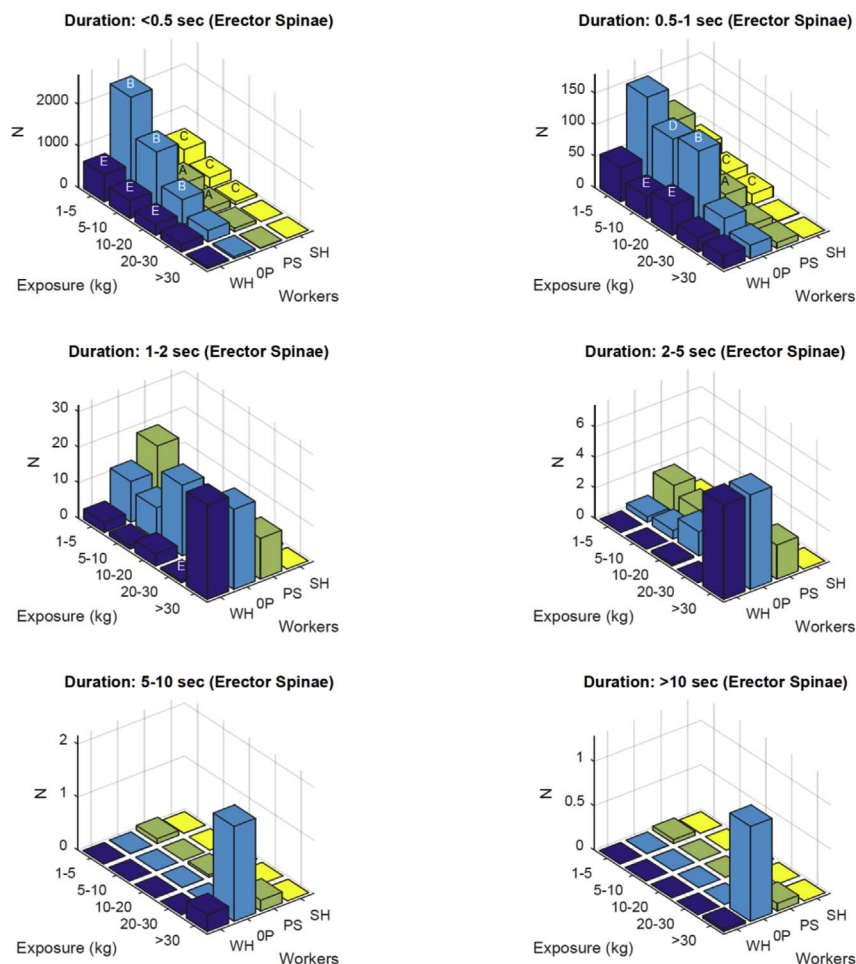 Duration: <0.5 sec (Erector Spinae)
2000
1000
0
N
B
B
B
E
E
E
C
C
C
A
A
1-5
5-10
10-20
20-30
>30
Exposure (kg)
WH
0P
PS
SH
Workers
Duration: 0.5-1 sec (Erector Spinae)
150
100
50
0
N
D
B
E
E
C
C
A
1-5
5-10
10-20
20-30
>30
Exposure (kg)
WH
0P
PS
SH
Workers
Duration: 1-2 sec (Erector Spinae)
30
20
10
0
N
E
1-5
5-10
10-20
20-30
>30
Exposure (kg)
WH
0P
PS
SH
Workers
Duration: 2-5 sec (Erector Spinae)
6
4
2
0
N
1-5
5-10
10-20
20-30
>30
Exposure (kg)
WH
0P
PS
SH
Workers
Duration: 5-10 sec (Erector Spinae)
2
1
0
N
1-5
5-10
10-20
20-30
>30
Exposure (kg)
WH
0P
PS
SH
Workers
Duration: >10 sec (Erector Spinae)
1
0.5
0
N
1-5
5-10
10-20
20-30
>30
Exposure (kg)
WH
0P
PS
SH
Workers